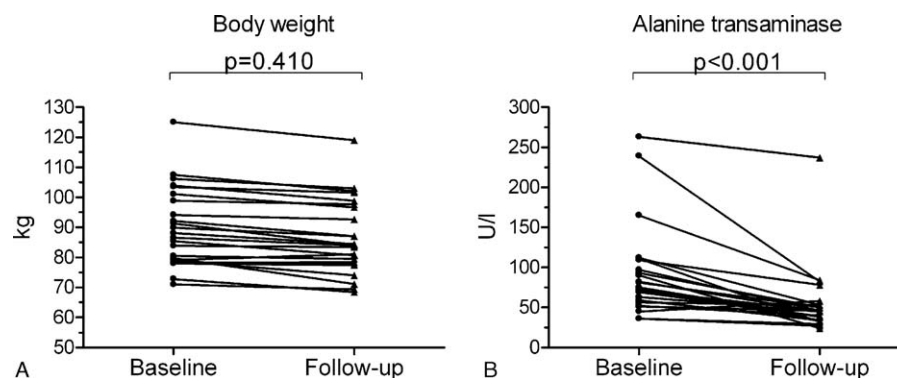 Body weight
p=0.410
130
120
110
100
90
80
70
60
50
kg
Baseline
Follow-up
A
Alanine transaminase
p<0.001
300
250
200
150
100
50
0
U/l
Baseline
Follow-up
B